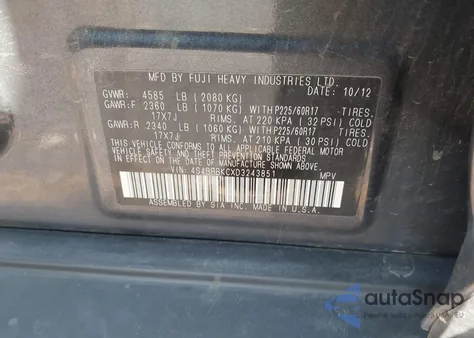 MFD BY FUJI HEAVY INDUSTRIES LTD.
DATE: 10/12
GVWR: 4585 LB (2080 KG)
GAWR:F 2360 LB (1070 KG) WITH P225/60R17 TIRES.
17X7J RIMS. AT 220 KPA (32 PSI) COLD
GAWR:R 2340 LB (1060 KG) WITH P225/60R17 TIRES.
17X7J RIMS. AT 210 KPA (30 PSI) COLD
THIS VEHICLE CONFORMS TO ALL APPLICABLE FEDERAL MOTOR
VEHICLE SAFETY AND THEFT PREVENTION STANDARDS IN EFFECT
ON THE DATE OF MANUFACTURE SHOWN ABOVE.
VIN: 4S4BRBKCXD3243851 MPV
ASSEMBLED BY SIA INC. MADE IN U.S.A.
autoSnap